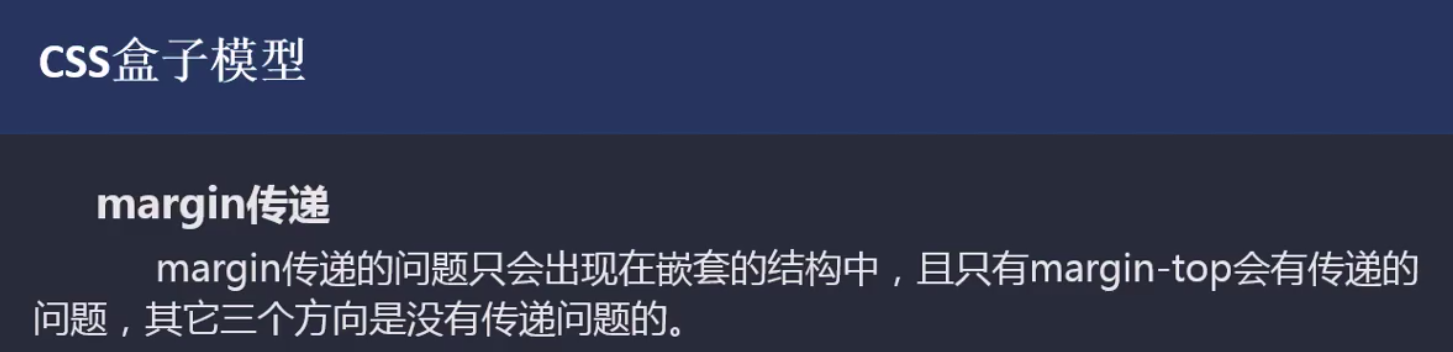 CSS盒子模型
margin传递
margin传递的问题只会出现在嵌套的结构中，且只有margin-top会有传递的
问题，其它三个方向是没有传递问题的。